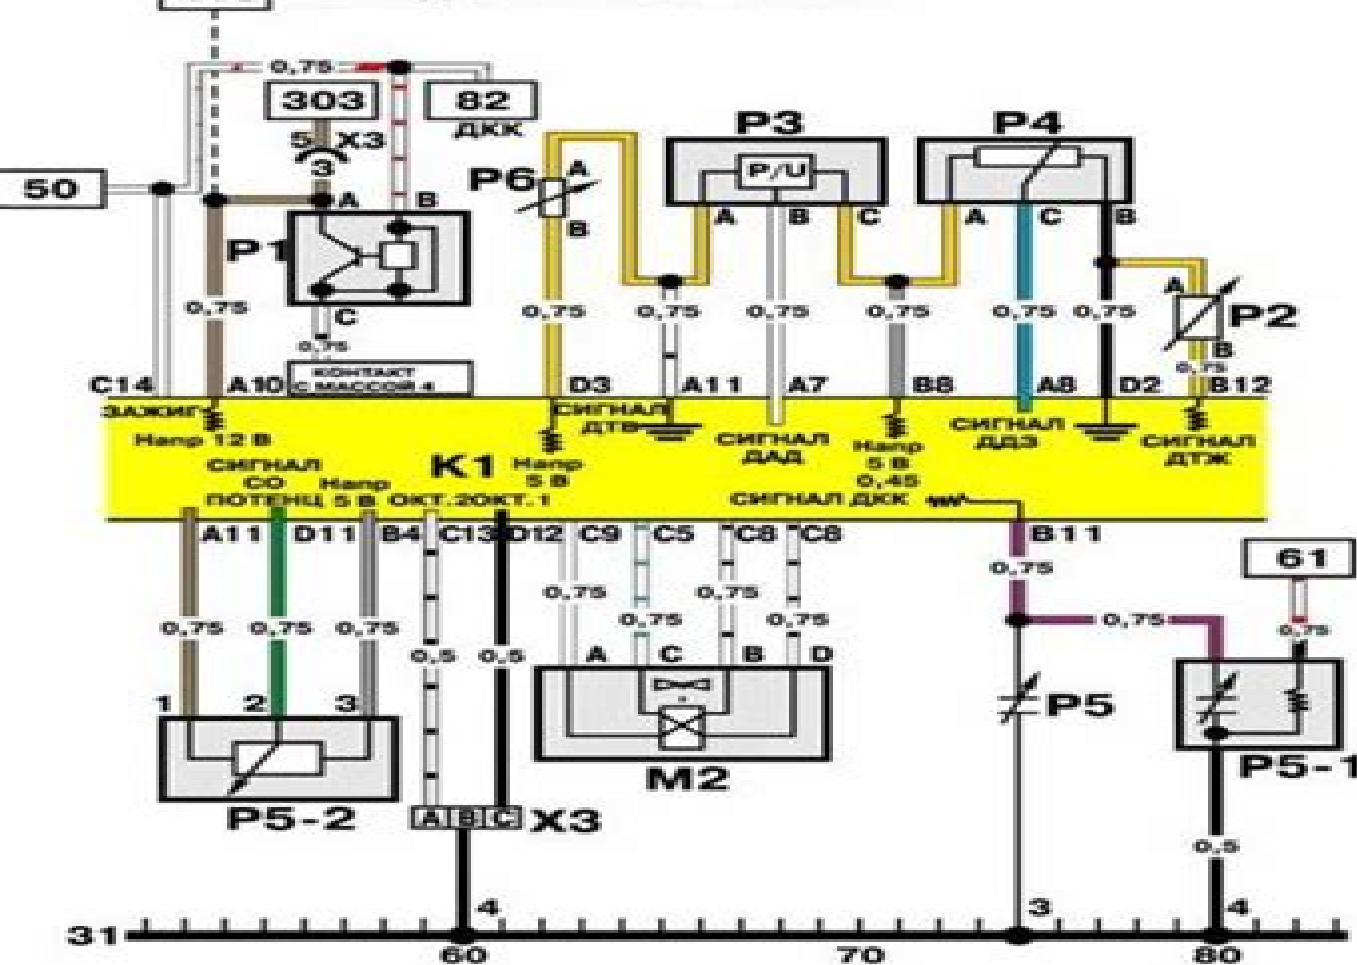 0,75
303
82
ДКК
5 X3
3
50
P6
A
B
P3
P/U
A B C
P4
A C B
A B
P1
C
0,75
0,75
0,75
0,75
0,75
0,75
0,75
0,75
A
P2
B
0,75
КОНТАКТ
С МАССОЙ 4
C14 A10 D3 A11 A7 B8 A8 D2 B12
ЗАЖИГ
Напр 12 В
СИГНАЛ
СО
ПОТЕНЦ
Напр
5 В
K1
ОКТ.2 ОКТ.1
СИГНАЛ
ДТВ
Напр
5 В
СИГНАЛ
ДАД
Напр
5 В
0,45
СИГНАЛ
ДДЗ
СИГНАЛ
ДТЖ
СИГНАЛ ДКК
A11 D11 B4 C13 D12 C9 C5 C8 C8 B11
61
0,75 0,75 0,75
0,5 0,5
0,75 0,75
0,75 0,75
0,75
0,75
0,75
1 2 3
A C B D
P5-2
M2
P5
P5-1
A B C X3
0,5
4 3 4
31
60 70 80